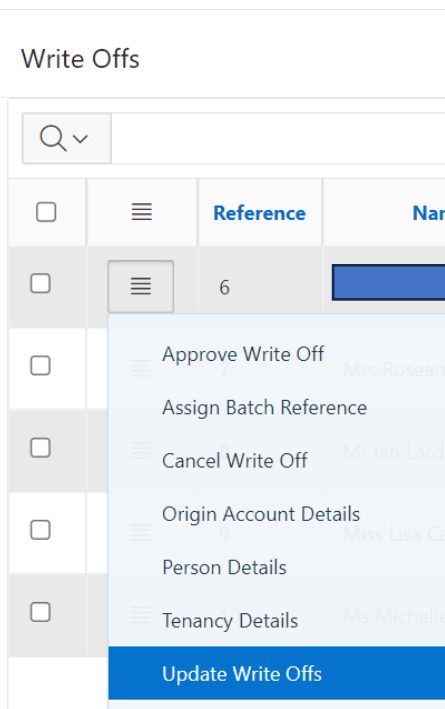 Write Offs
Reference
6
Approve Write Off
Assign Batch Reference
Cancel Write Off
Origin Account Details
9
Person Details
Tenancy Details
Update Write Offs